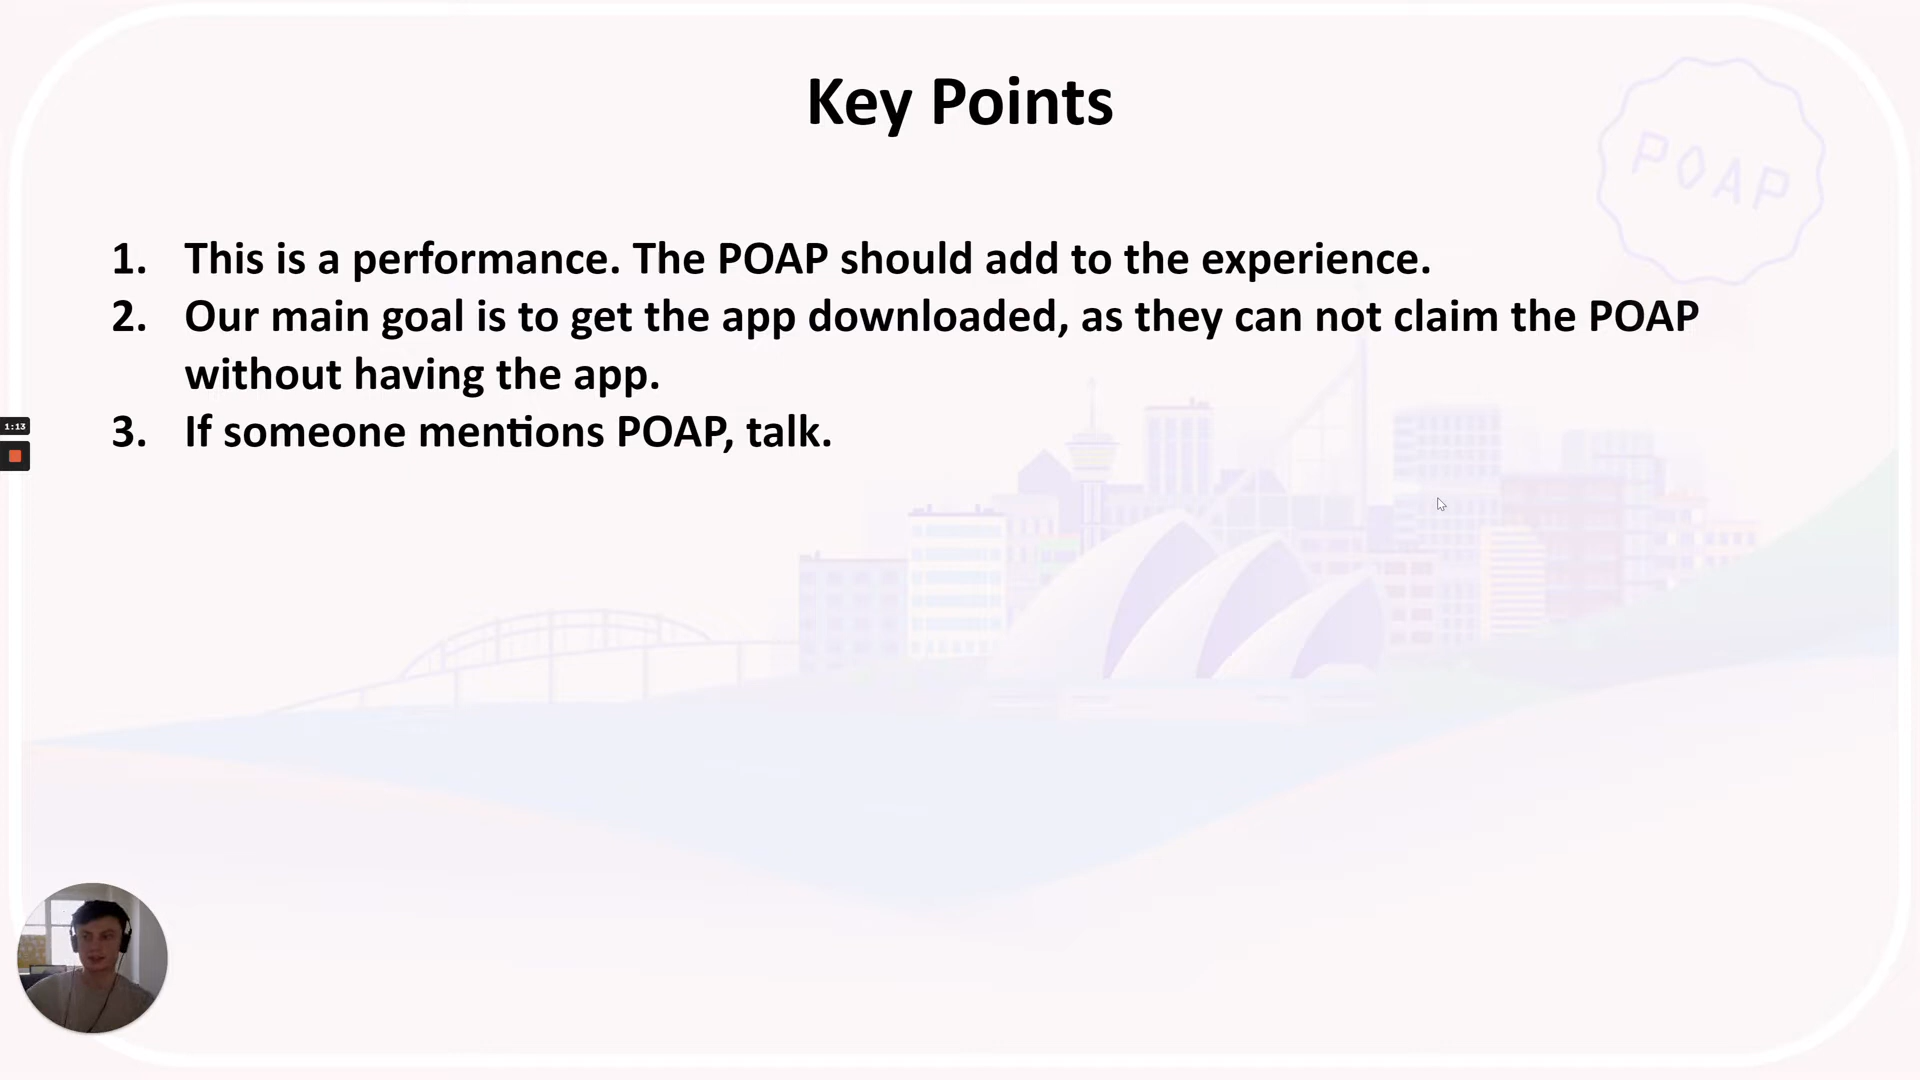 Key Points
POAP
1. This is a performance. The POAP should add to the experience.
2. Our main goal is to get the app downloaded, as they can not claim the POAP
without having the app.
3. If someone mentions POAP, talk.
1:13